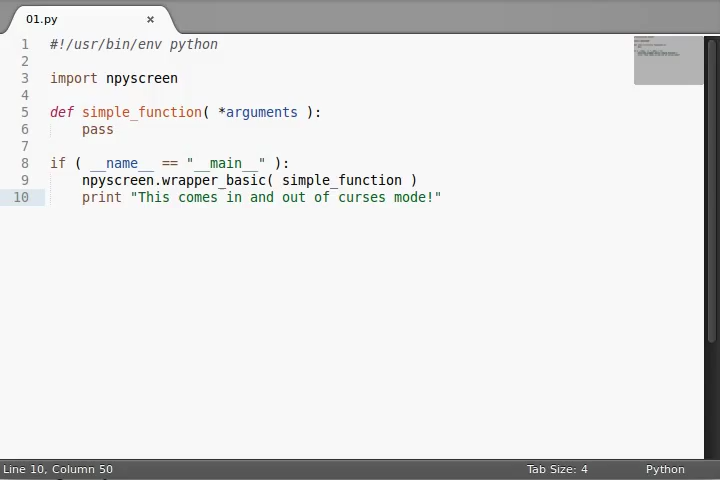 01.py ×
1 #!/usr/bin/env python
2
3 import npyscreen
4
5 def simple_function( *arguments ):
6     pass
7
8 if ( __name__ == "__main__" ):
9     npyscreen.wrapper_basic( simple_function )
10     print "This comes in and out of curses mode!"
Line 10, Column 50 Tab Size: 4 Python